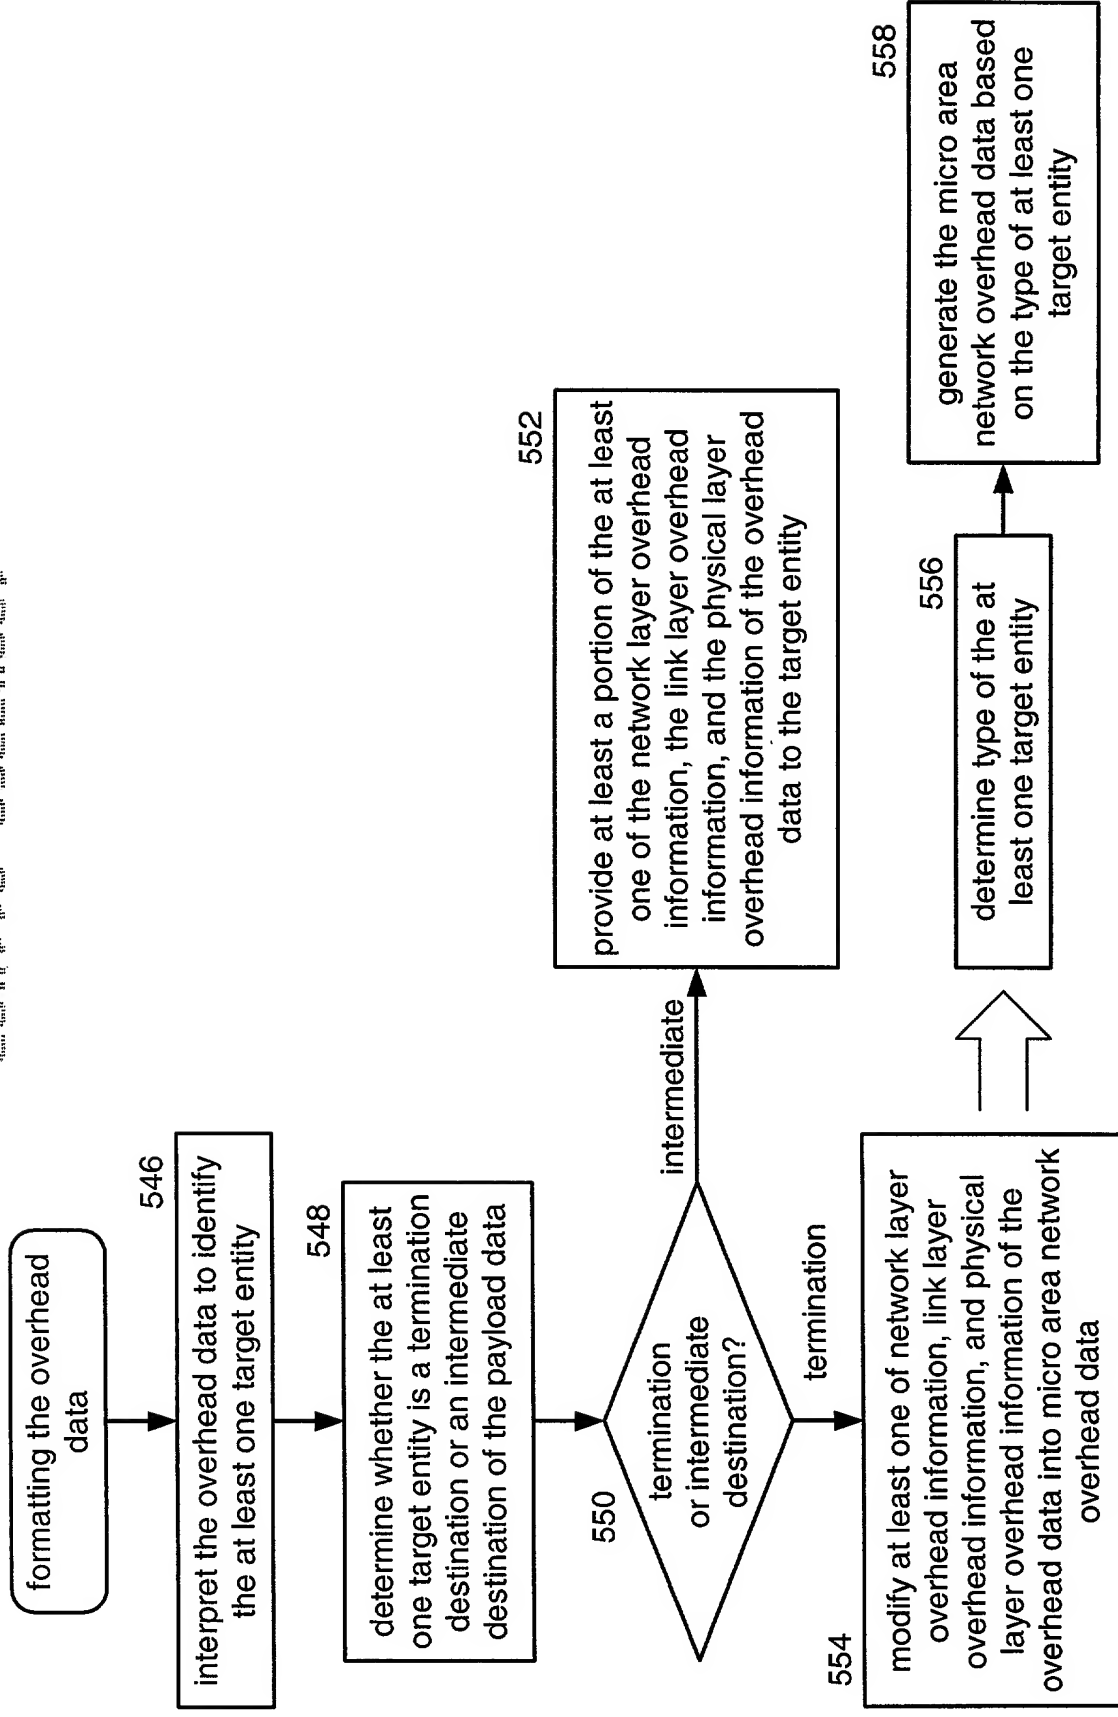 formatting the overhead
data
546
interpret the overhead data to identify
the at least one target entity
548
determine whether the at least
one target entity is a termination
destination or an intermediate
destination of the payload data
550
termination
or intermediate
destination?
intermediate
552
provide at least a portion of the at least
one of the network layer overhead
information, the link layer overhead
information, and the physical layer
overhead information of the overhead
data to the target entity
termination
554
modify at least one of network layer
overhead information, link layer
overhead information, and physical
layer overhead information of the
overhead data into micro area network
overhead data
556
determine type of the at
least one target entity
558
generate the micro area
network overhead data based
on the type of at least one
target entity